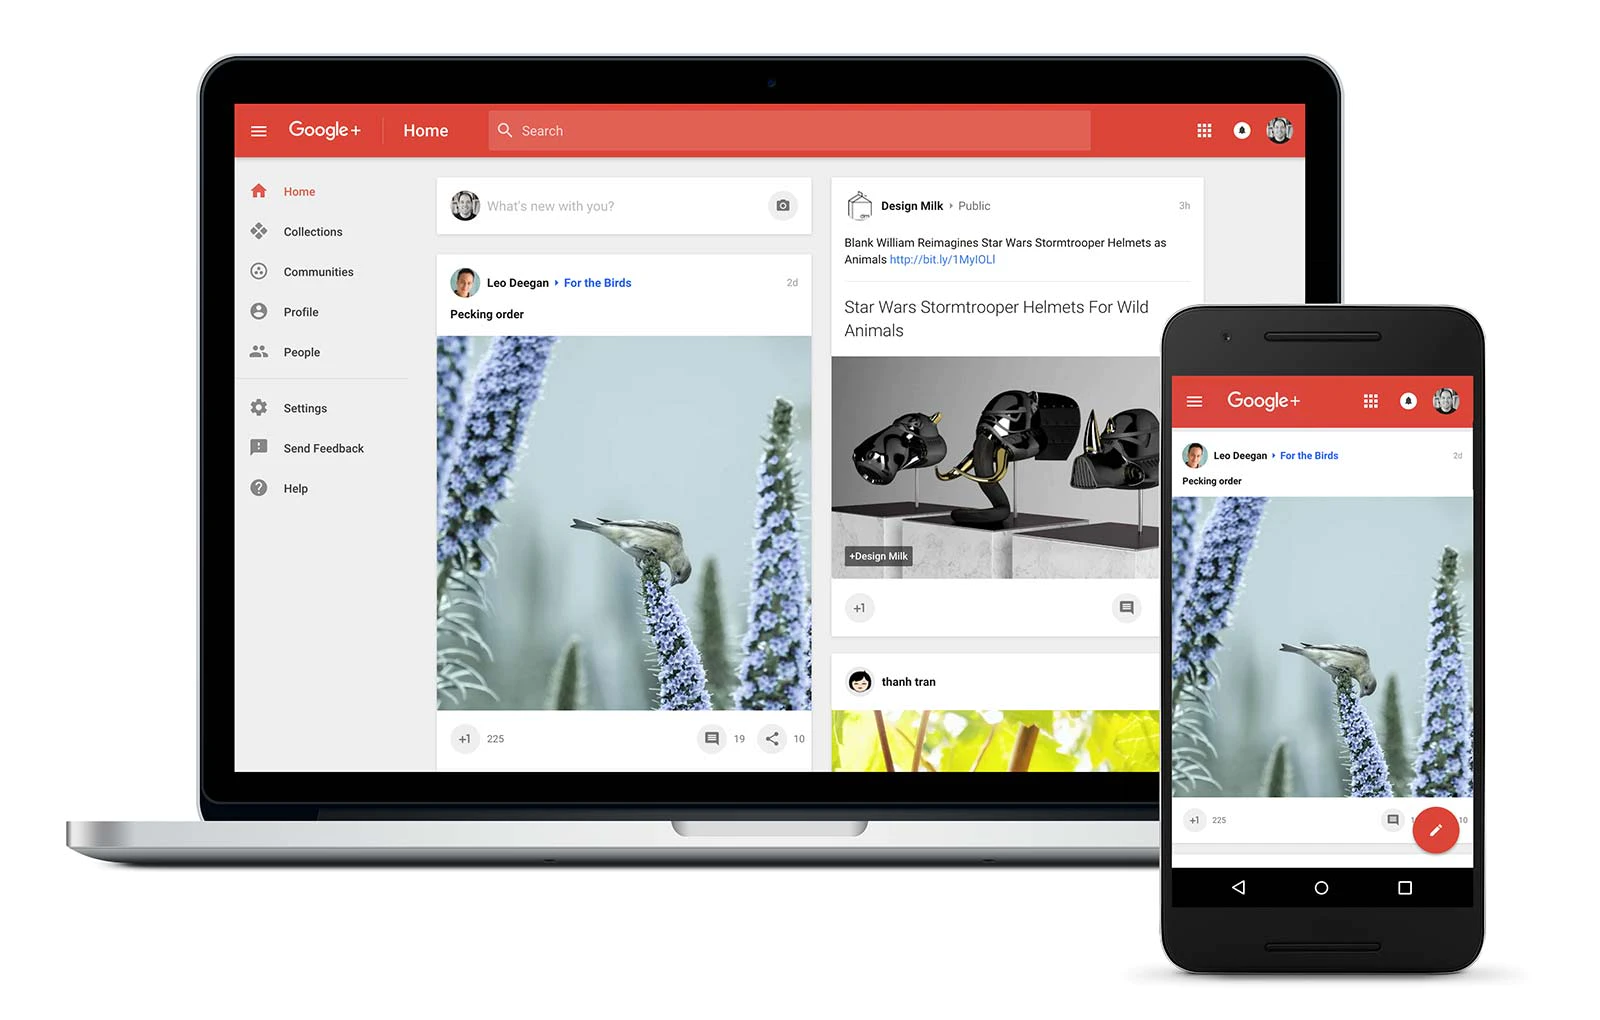 Google+
Home
Search
Home
Collections
Communities
Profile
People
Settings
Send Feedback
Help
What's new with you?
Leo Deegan
For the Birds
2d
Pecking order
+1
225
19
10
Design Milk
Public
3h
Blank William Reimagines Star Wars Stormtrooper Helmets as
Animals http://bit.ly/1MyIOLl
Star Wars Stormtrooper Helmets For Wild
Animals
+Design Milk
+1
thanh tran
Google+
Leo Deegan
For the Birds
2d
Pecking order
+1
225
10